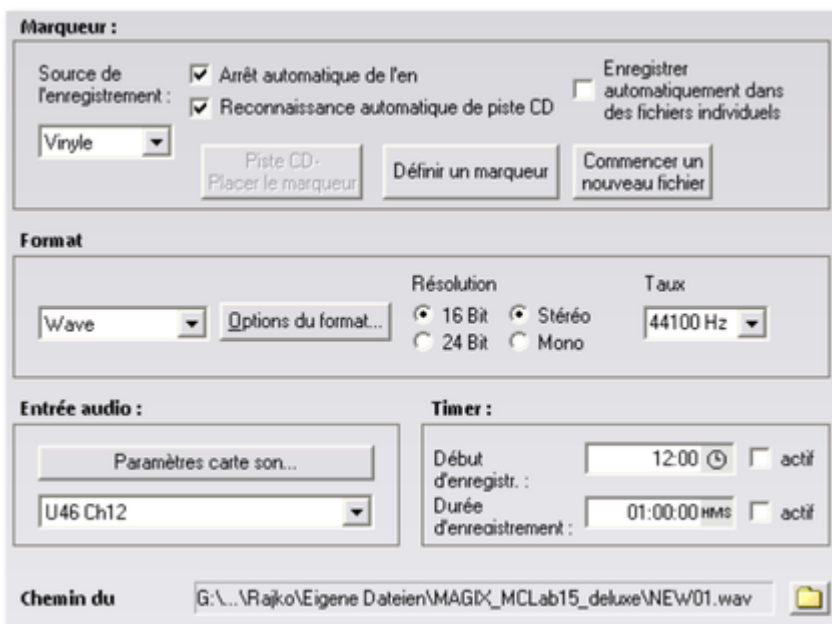 Marqueur :
Source de
l'enregistrement :
Vinyle
Arrêt automatique de l'en
Reconnaissance automatique de piste CD
Enregistrer
automatiquement dans
des fichiers individuels
Piste CD-
Placer le marqueur
Définir un marqueur
Commencer un
nouveau fichier
Format
Wave
Options du format...
Résolution
16 Bit
Stéréo
24 Bit
Mono
Taux
44100 Hz
Entrée audio :
Paramètres carte son...
U46 Ch12
Timer :
Début
d'enregistr. :
12:00
actif
Durée
d'enregistrement :
01:00:00 HMS
actif
Chemin du
G:\...\Rajko\Eigene Dateien\MAGIX_MCLab15_deluxe\NEW01.wav